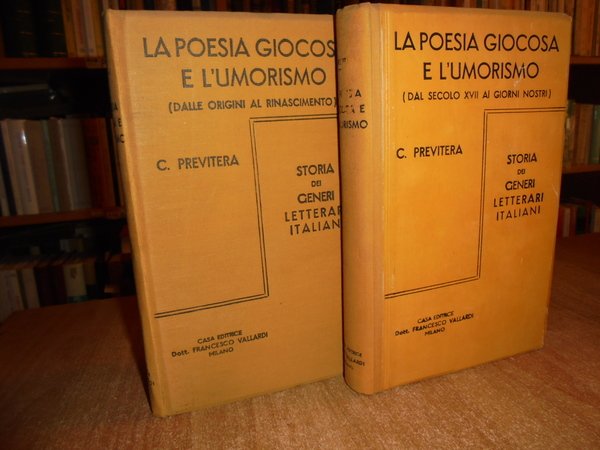 LA POESIA GIOCOSA
E L'UMORISMO
(DALLE ORIGINI AL RINASCIMENTO)
C. PREVITERA
STORIA
DEI
GENERI
LETTERARI
ITALIANI
CASA EDITRICE
Dott. FRANCESCO VALLARDI
MILANO
LA POESIA GIOCOSA
E L'UMORISMO
(DAL SECOLO XVII AI GIORNI NOSTRI)
C. PREVITERA
STORIA
DEI
GENERI
LETTERARI
ITALIANI
CASA EDITRICE
Dott. FRANCESCO VALLARDI
MILANO